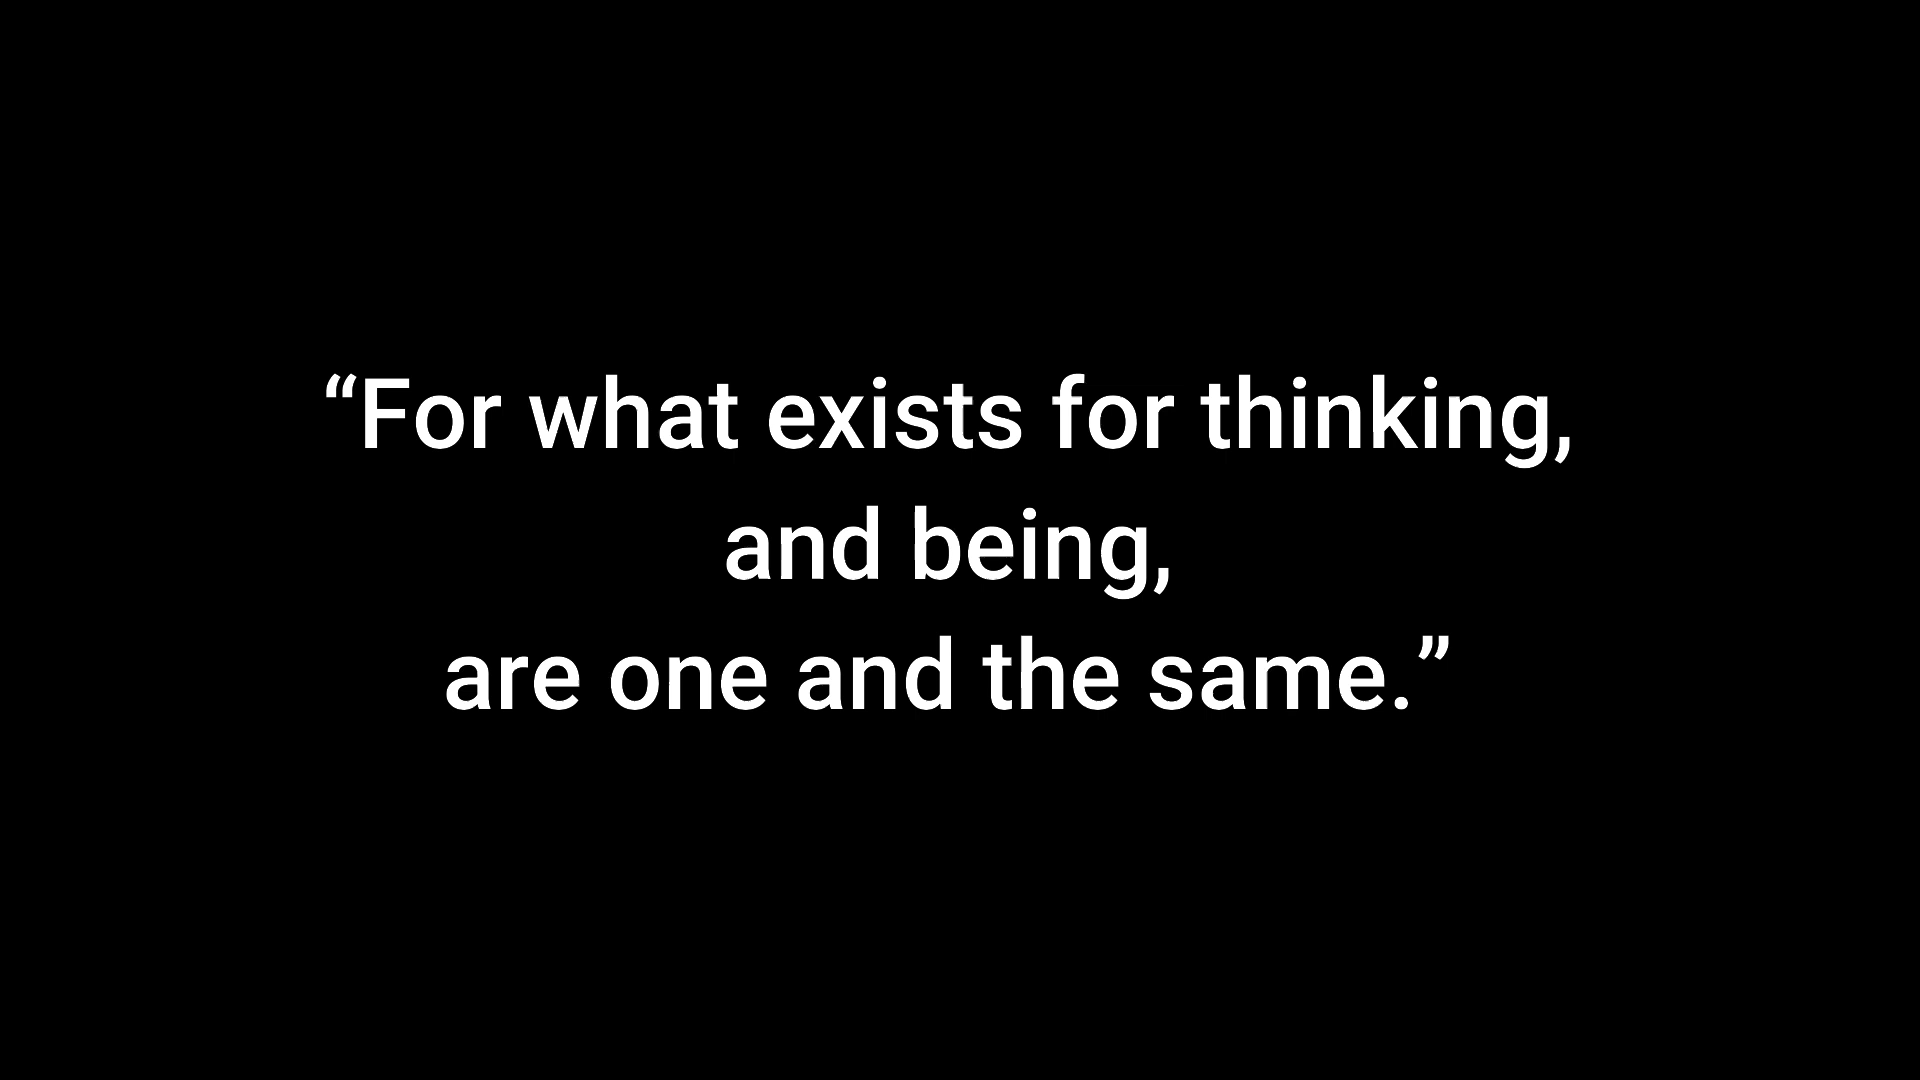 “For what exists for thinking,
and being,
are one and the same.”